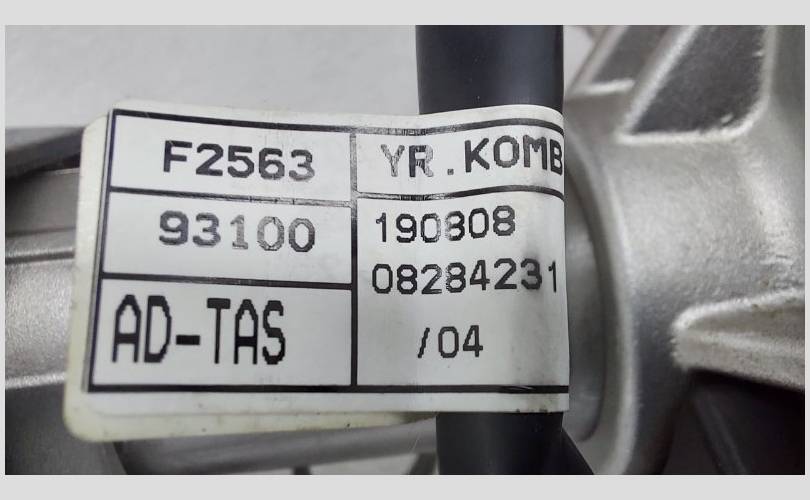 F2563
93100
AD-TAS
YR.KOMB
190808
08284231
/04